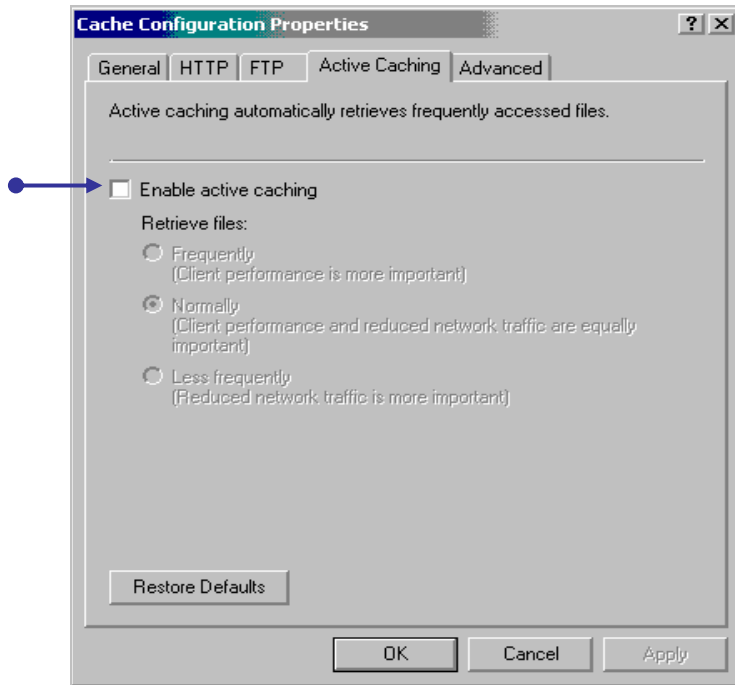 Cache Configuration Properties
General HTTP FTP Active Caching Advanced
Active caching automatically retrieves frequently accessed files.
Enable active caching
Retrieve files:
Frequently
(Client performance is more important)
Normally
(Client performance and reduced network traffic are equally
important)
Less frequently
(Reduced network traffic is more important)
Restore Defaults
OK Cancel Apply